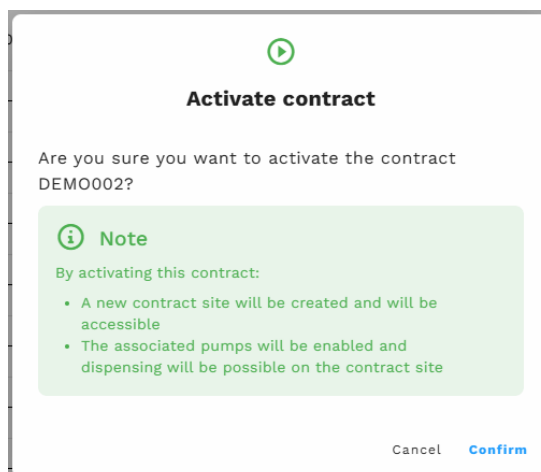 Activate contract
Are you sure you want to activate the contract
DEMO002?
Note
By activating this contract:
• A new contract site will be created and will be
accessible
• The associated pumps will be enabled and
dispensing will be possible on the contract site
Cancel Confirm